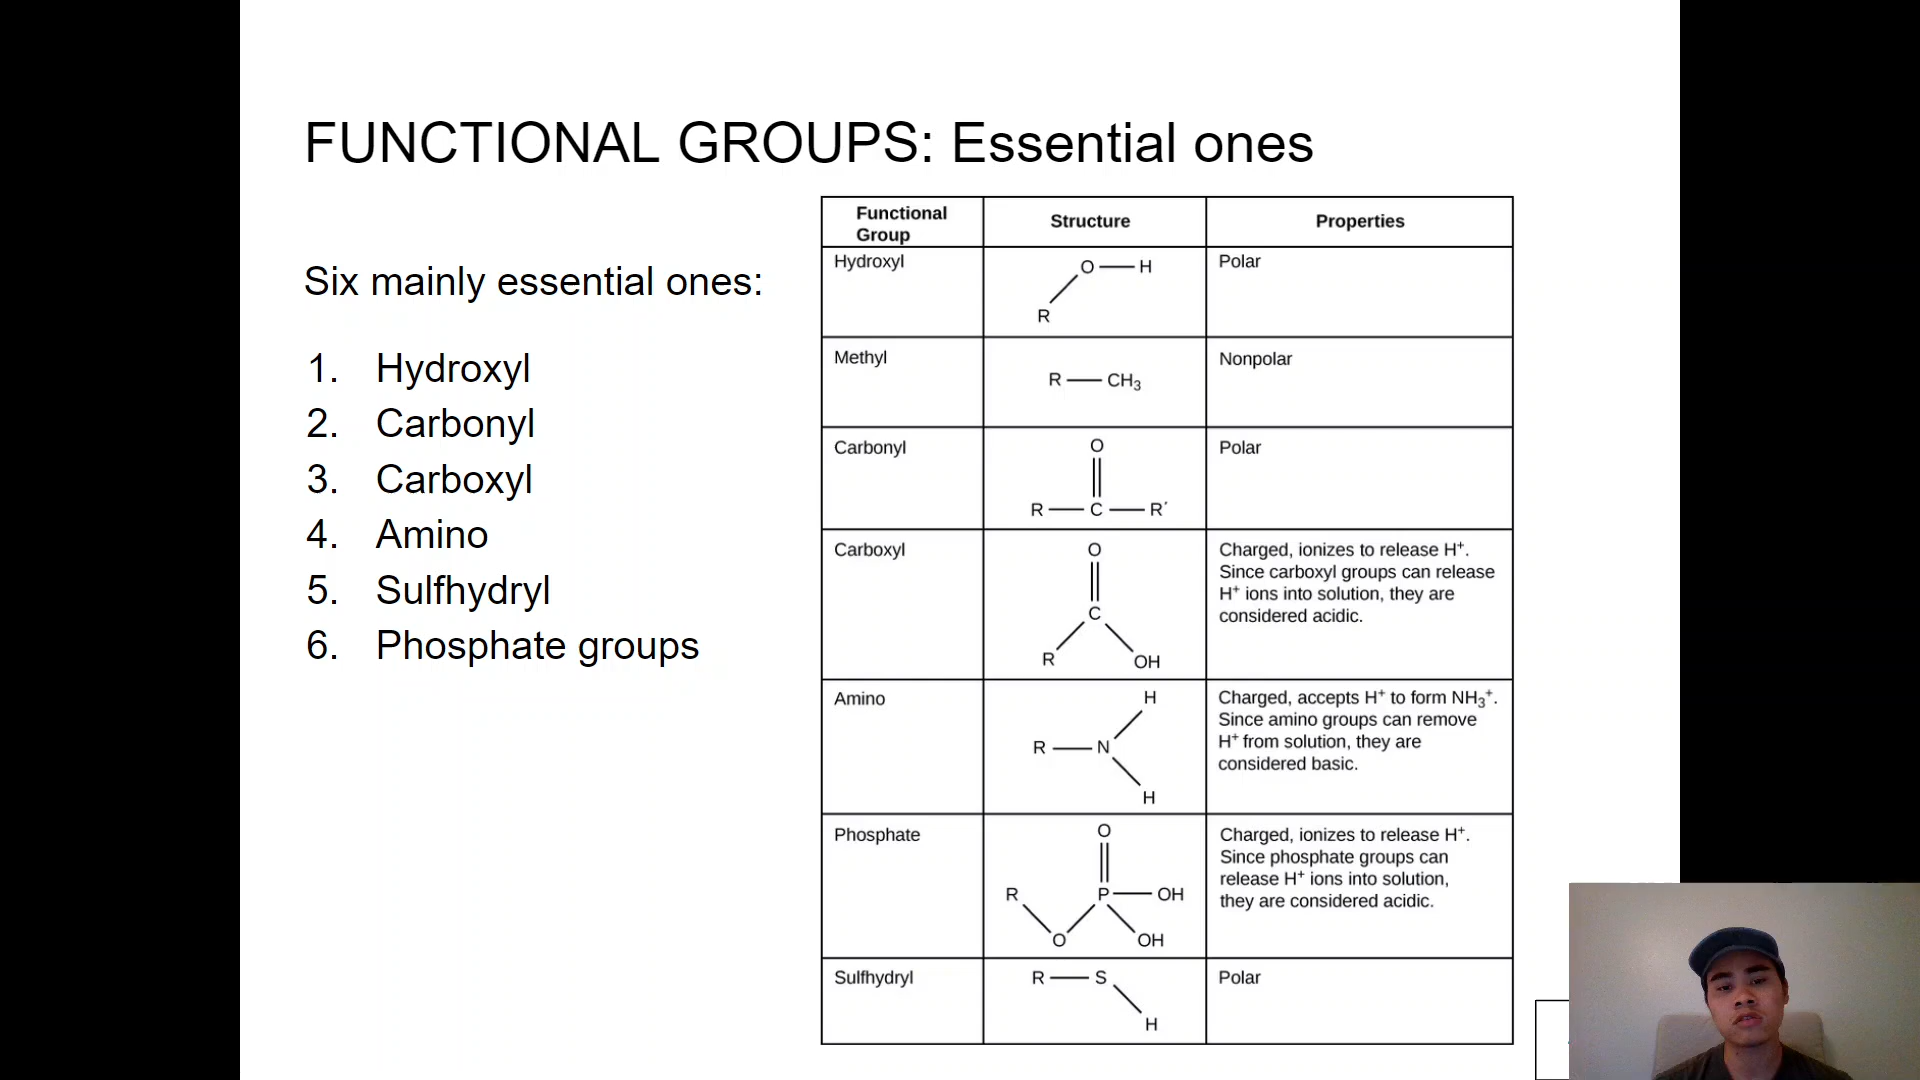 FUNCTIONAL GROUPS: Essential ones
Six mainly essential ones:
1. Hydroxyl
2. Carbonyl
3. Carboxyl
4. Amino
5. Sulfhydryl
6. Phosphate groups
Functional
Group
Structure
Properties
Hydroxyl
O H
R
Polar
Methyl
R CH₃
Nonpolar
Carbonyl
O
R C R′
Polar
Carboxyl
O
C
R OH
Charged, ionizes to release H⁺.
Since carboxyl groups can release
H⁺ ions into solution, they are
considered acidic.
Amino
H
R N
H
Charged, accepts H⁺ to form NH₃⁺.
Since amino groups can remove
H⁺ from solution, they are
considered basic.
Phosphate
O
R P OH
O OH
Charged, ionizes to release H⁺.
Since phosphate groups can
release H⁺ ions into solution,
they are considered acidic.
Sulfhydryl
R S
H
Polar